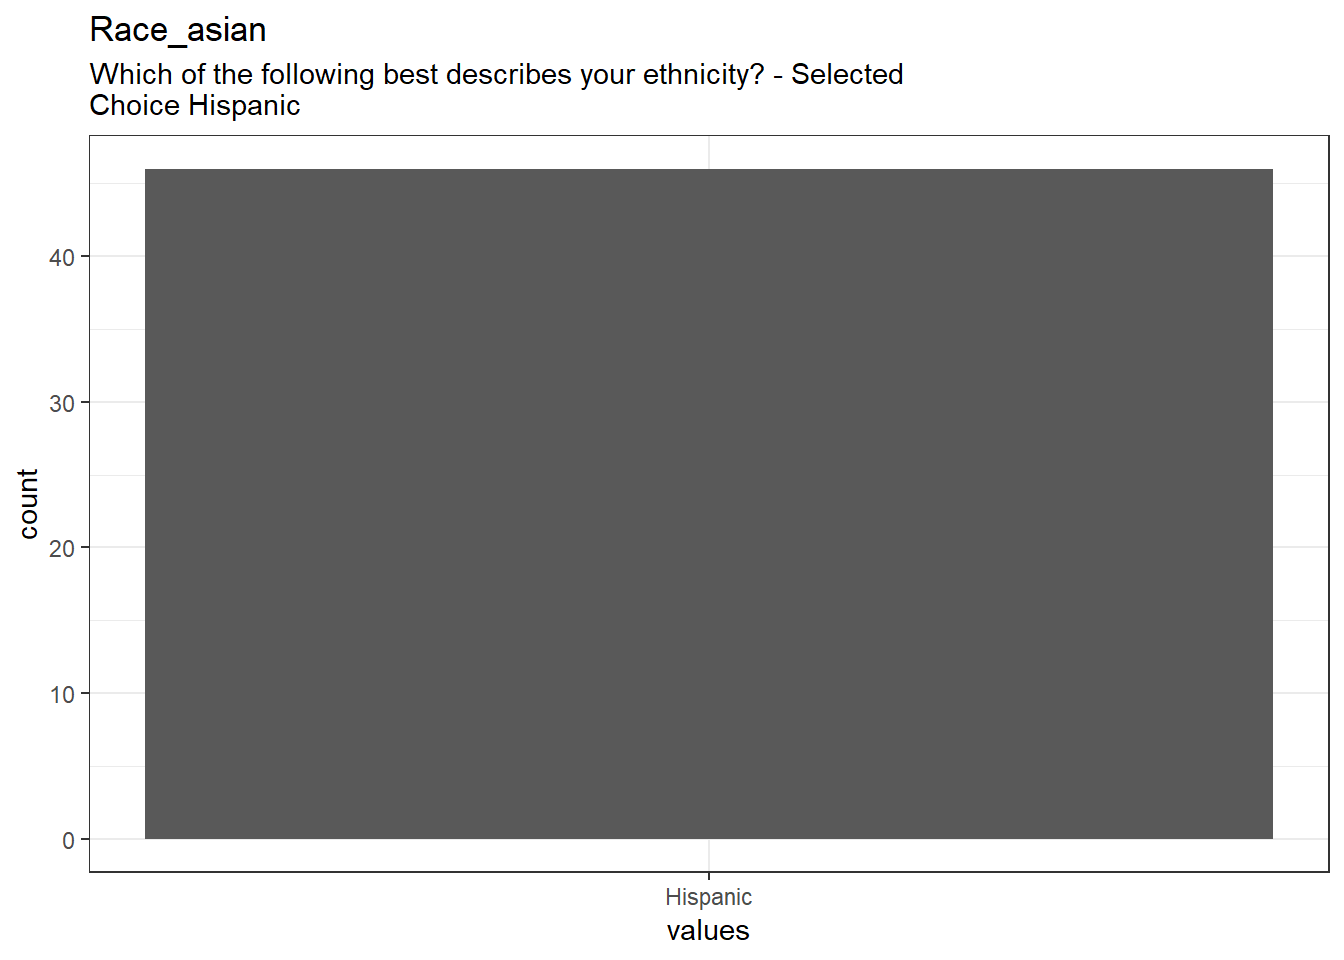 Race_asian
Which of the following best describes your ethnicity? - Selected
Choice Hispanic
40
30
20
10
0
count
Hispanic
values